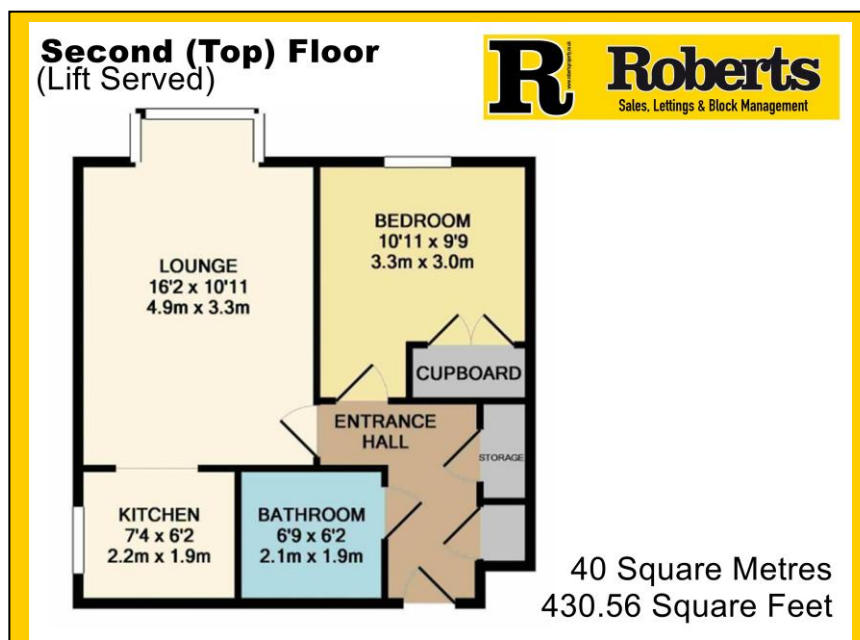 Second (Top) Floor
(Lift Served)
R
Roberts
Sales, Lettings & Block Management
BEDROOM
10'11 x 9'9
3.3m x 3.0m
LOUNGE
16'2 x 10'11
4.9m x 3.3m
CUPBOARD
ENTRANCE
HALL
STORAGE
KITCHEN
7'4 x 6'2
2.2m x 1.9m
BATHROOM
6'9 x 6'2
2.1m x 1.9m
40 Square Metres
430.56 Square Feet